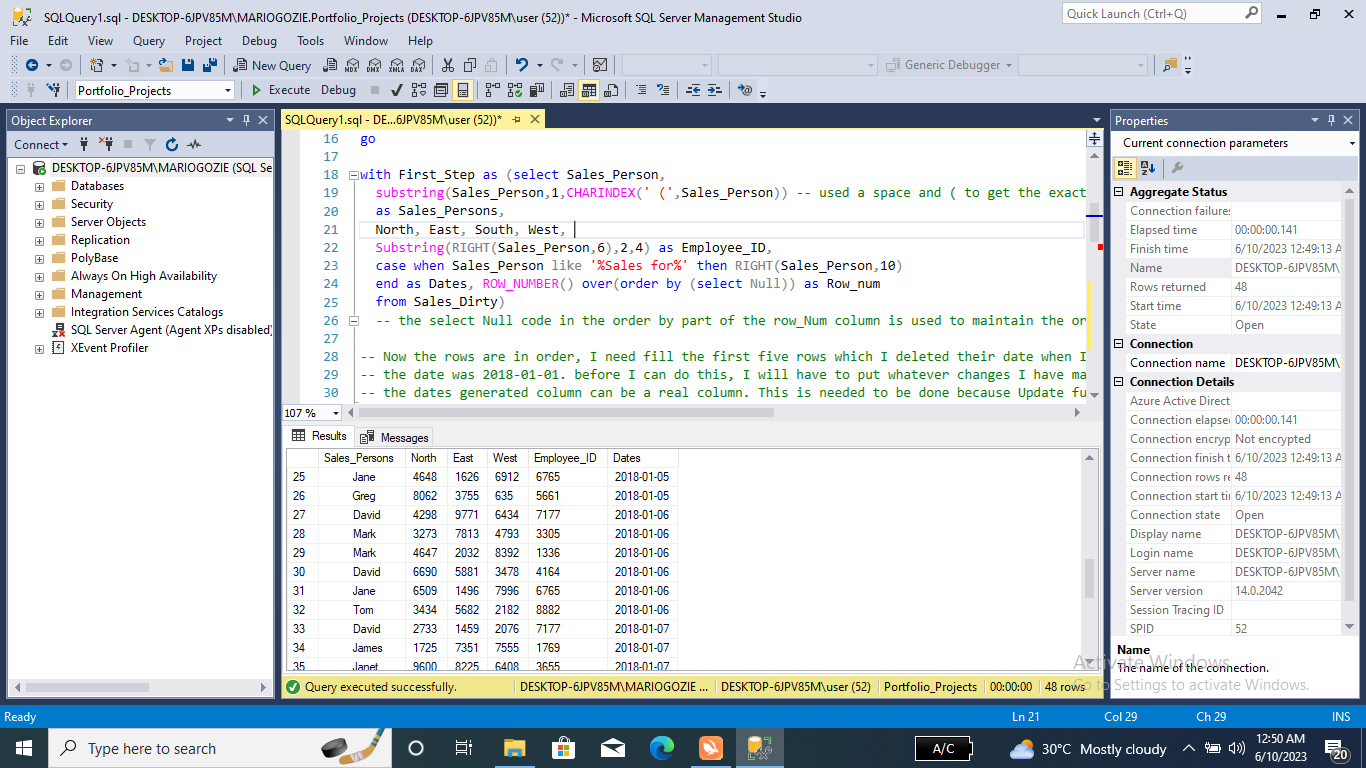 SQLQuery1.sql - DESKTOP-6JPV85M\MARIOGOZIE.Portfolio_Projects (DESKTOP-6JPV85M\user (52))* - Microsoft SQL Server Management Studio
Quick Launch (Ctrl+Q)
File Edit View Query Project Debug Tools Window Help
New Query MDX DMX XMLA DAX Generic Debugger
Portfolio_Projects Execute Debug
Object Explorer
Connect
DESKTOP-6JPV85M\MARIOGOZIE (SQL Se
Databases
Security
Server Objects
Replication
PolyBase
Always On High Availability
Management
Integration Services Catalogs
SQL Server Agent (Agent XPs disabled)
XEvent Profiler
SQLQuery1.sql - DE...6JPV85M\user (52))*
16 go
17
18 with First_Step as (select Sales_Person,
19 substring(Sales_Person,1,CHARINDEX(' (',Sales_Person)) -- used a space and ( to get the exact
20 as Sales_Persons,
21 North, East, South, West,
22 Substring(RIGHT(Sales_Person,6),2,4) as Employee_ID,
23 case when Sales_Person like '%Sales for%' then RIGHT(Sales_Person,10)
24 end as Dates, ROW_NUMBER() over(order by (select Null)) as Row_num
25 from Sales_Dirty)
26 -- the select Null code in the order by part of the row_Num column is used to maintain the or
27
28 -- Now the rows are in order, I need fill the first five rows which I deleted their date when I
29 -- the date was 2018-01-01. before I can do this, I will have to put whatever changes I have ma
30 -- the dates generated column can be a real column. This is needed to be done because Update fu
107 %
Results Messages
Sales_Persons North East West Employee_ID Dates
25 Jane 4648 1626 6912 6765 2018-01-05
26 Greg 8062 3755 635 5661 2018-01-05
27 David 4298 9771 6434 7177 2018-01-06
28 Mark 3273 7813 4793 3305 2018-01-06
29 Mark 4647 2032 8392 1336 2018-01-06
30 David 6690 5881 3478 4164 2018-01-06
31 Jane 6509 1496 7996 6765 2018-01-06
32 Tom 3434 5682 2182 8882 2018-01-06
33 David 2733 1459 2076 7177 2018-01-07
34 James 1725 7351 7555 1769 2018-01-07
35 Janet 9600 8225 6408 3655 2018-01-07
Query executed successfully. DESKTOP-6JPV85M\MARIOGOZIE ... DESKTOP-6JPV85M\user (52) Portfolio_Projects 00:00:00 48 rows
Properties
Current connection parameters
Aggregate Status
Connection failures
Elapsed time 00:00:00.141
Finish time 6/10/2023 12:49:13 A
Name DESKTOP-6JPV85M\
Rows returned 48
Start time 6/10/2023 12:49:13 A
State Open
Connection
Connection name DESKTOP-6JPV85M\
Connection Details
Azure Active Direct
Connection elapse 00:00:00.141
Connection encryp Not encrypted
Connection finish t 6/10/2023 12:49:13 A
Connection rows re 48
Connection start tir 6/10/2023 12:49:13 A
Connection state Open
Display name DESKTOP-6JPV85M\
Login name DESKTOP-6JPV85M\
Server name DESKTOP-6JPV85M\
Server version 14.0.2042
Session Tracing ID
SPID 52
Name
The name of the connection.
Activate Windows
Go to Settings to activate Windows.
Ready Ln 21 Col 29 Ch 29 INS
Type here to search
A/C
30°C Mostly cloudy
12:50 AM
6/10/2023
20